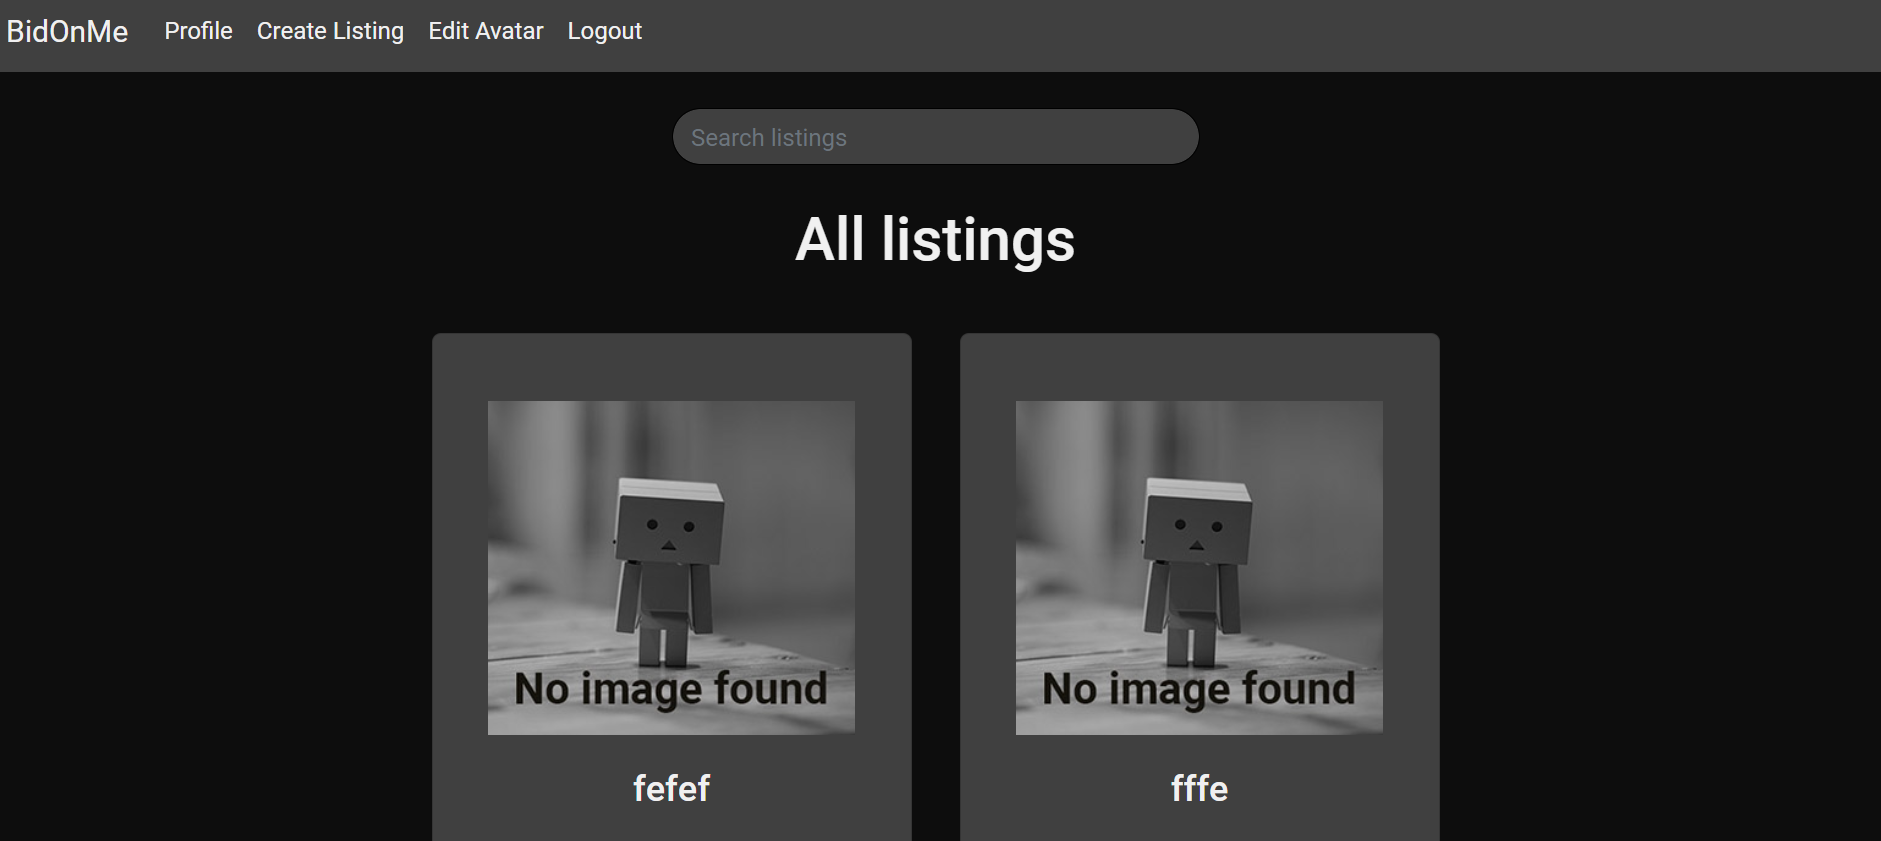 BidOnMe Profile Create Listing Edit Avatar Logout
Search listings
All listings
No image found
No image found
fefef
fffe